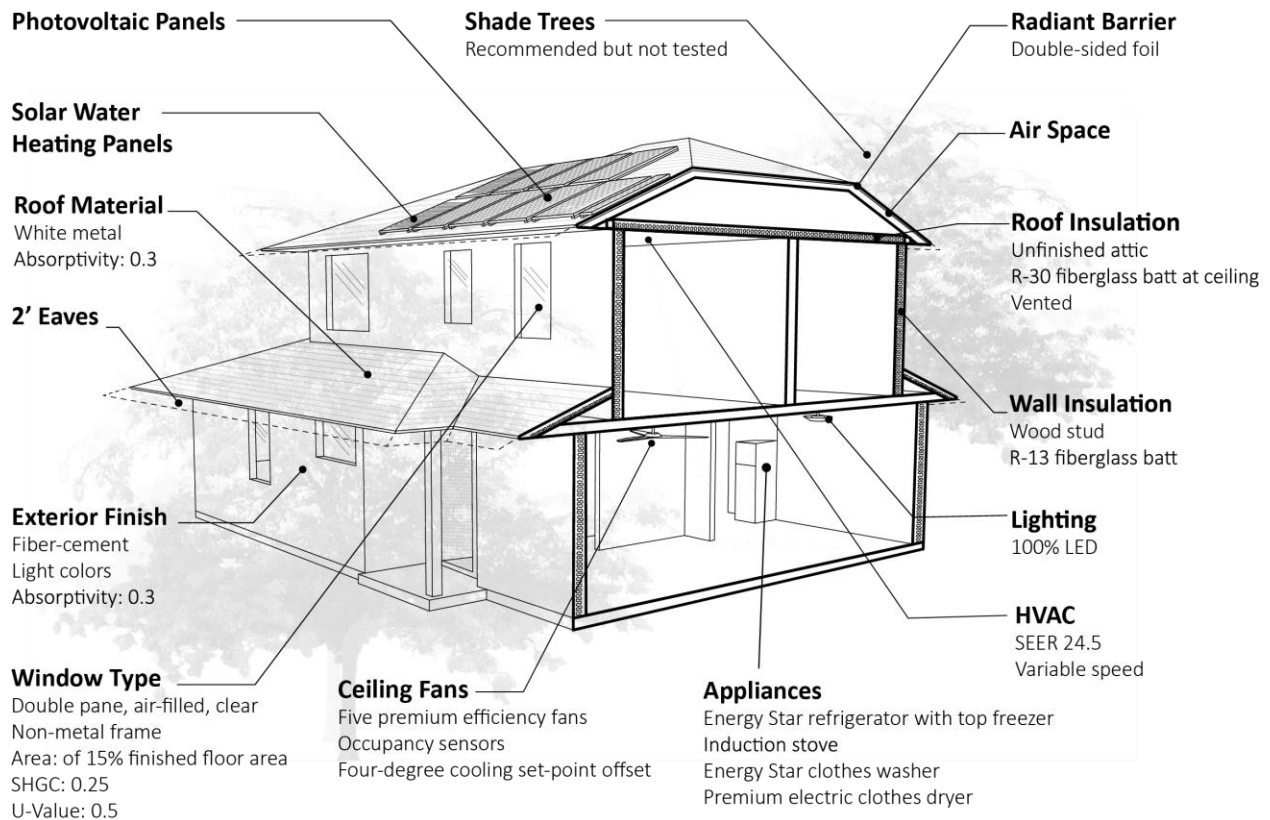 Photovoltaic Panels
Shade Trees
Recommended but not tested
Radiant Barrier
Double-sided foil
Solar Water
Heating Panels
Air Space
Roof Material
White metal
Absorptivity: 0.3
Roof Insulation
Unfinished attic
R-30 fiberglass batt at ceiling
Vented
2’ Eaves
Wall Insulation
Wood stud
R-13 fiberglass batt
Exterior Finish
Fiber-cement
Light colors
Absorptivity: 0.3
Lighting
100% LED
HVAC
SEER 24.5
Variable speed
Window Type
Double pane, air-filled, clear
Non-metal frame
Area: of 15% finished floor area
SHGC: 0.25
U-Value: 0.5
Ceiling Fans
Five premium efficiency fans
Occupancy sensors
Four-degree cooling set-point offset
Appliances
Energy Star refrigerator with top freezer
Induction stove
Energy Star clothes washer
Premium electric clothes dryer